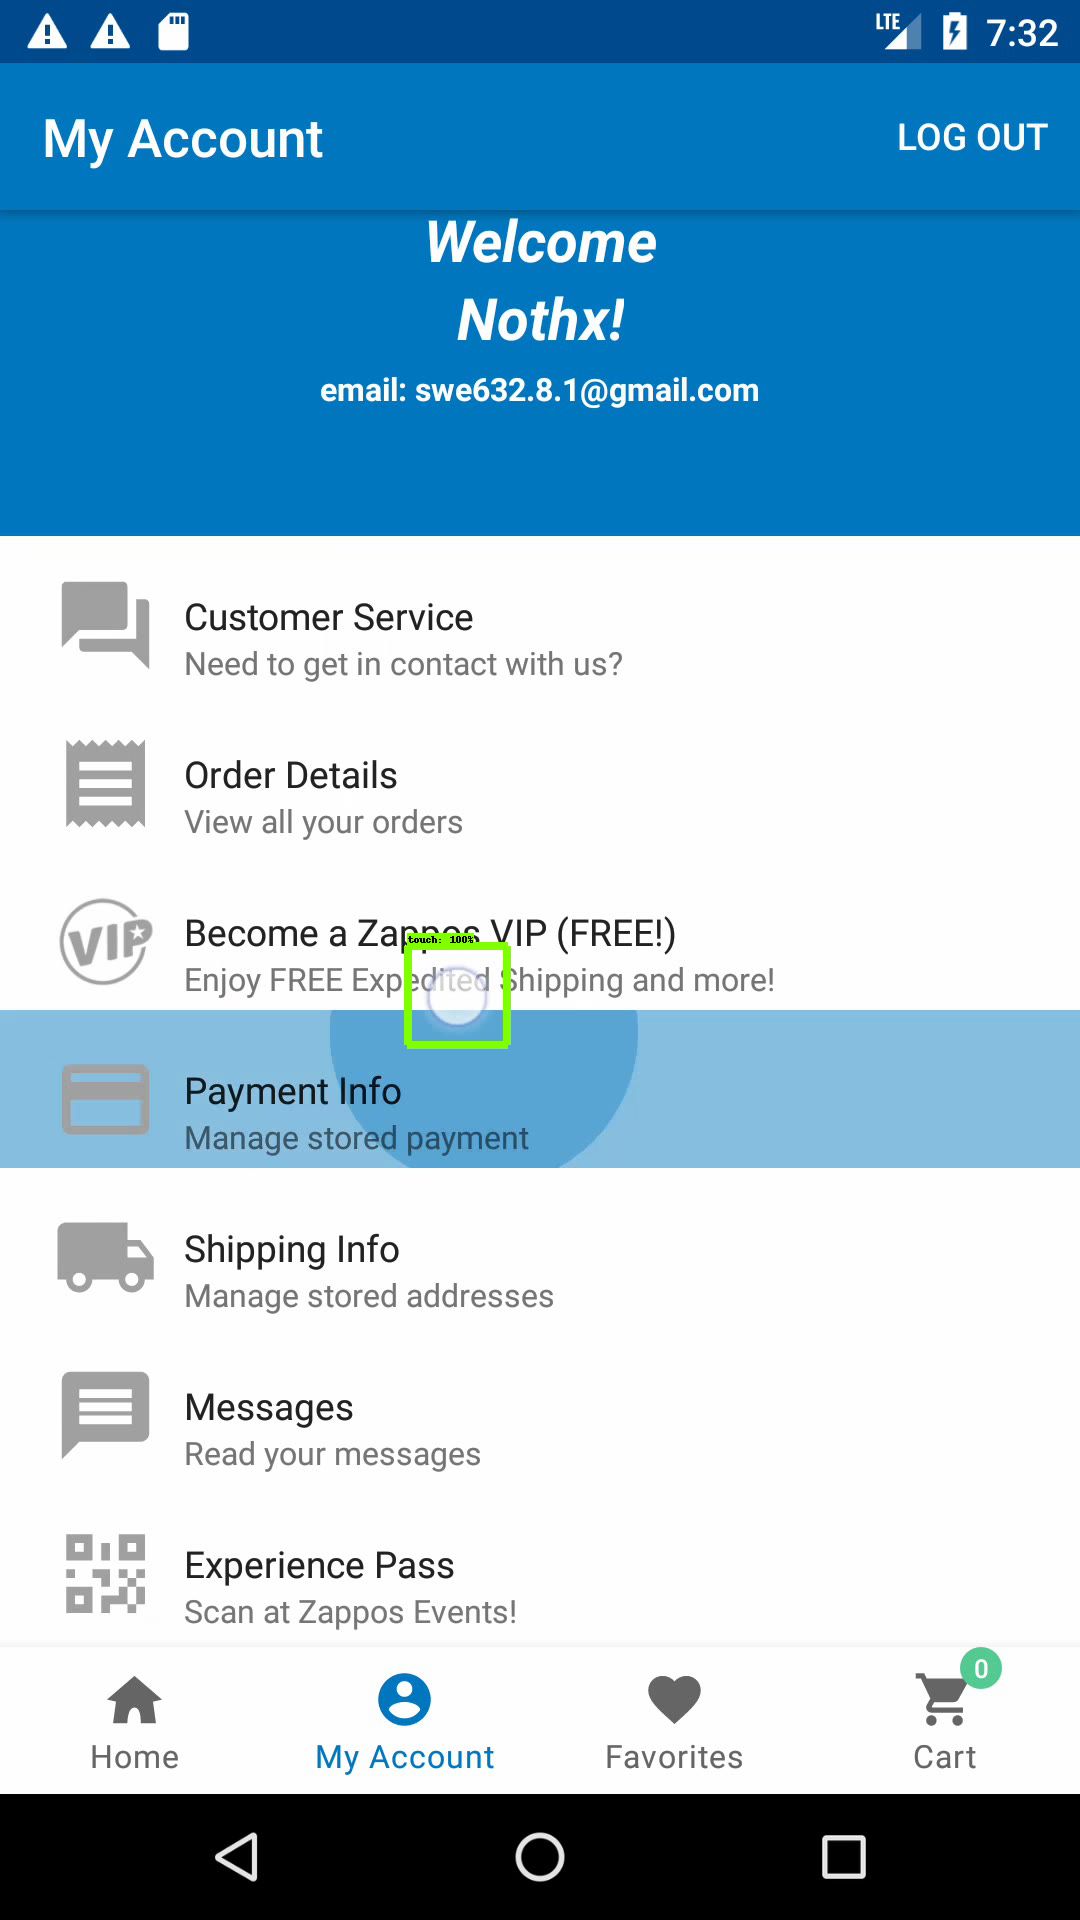 LTE 7:32
My Account LOG OUT
Welcome
Nothx!
email: swe632.8.1@gmail.com
Customer Service
Need to get in contact with us?
Order Details
View all your orders
VIP
Become a Zappos VIP (FREE!)
touch: 100%
Enjoy FREE Expedited Shipping and more!
Payment Info
Manage stored payment
Shipping Info
Manage stored addresses
Messages
Read your messages
Experience Pass
Scan at Zappos Events!
0
Home My Account Favorites Cart